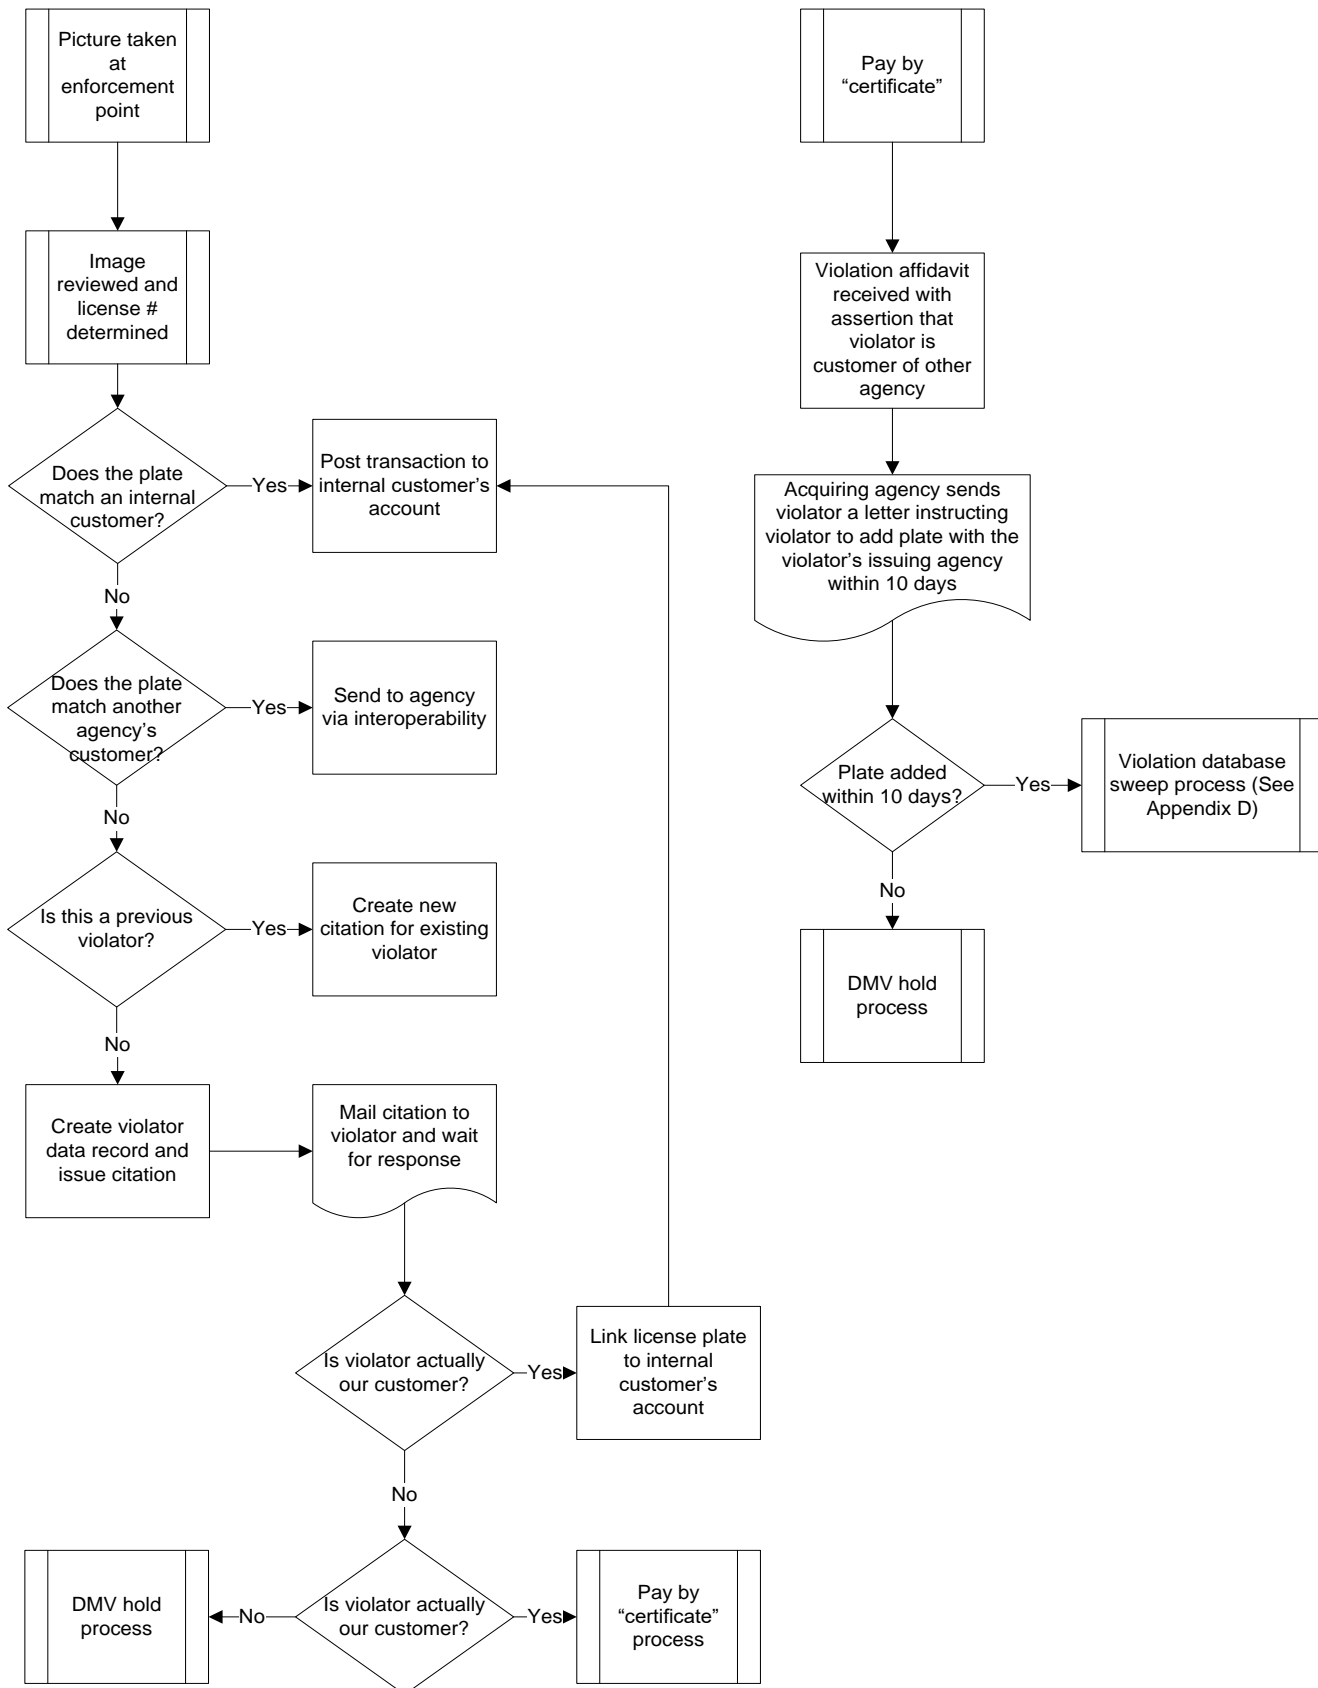 Picture taken
at
enforcement
point
Image
reviewed and
license #
determined
Does the plate
match an internal
customer?
Yes
Post transaction to
internal customer’s
account
No
Does the plate
match another
agency’s
customer?
Yes
Send to agency
via interoperability
No
Is this a previous
violator?
Yes
Create new
citation for existing
violator
No
Create violator
data record and
issue citation
Mail citation to
violator and wait
for response
Is violator actually
our customer?
Yes
Link license plate
to internal
customer’s
account
No
Is violator actually
our customer?
No
DMV hold
process
Yes
Pay by
“certificate”
process
Pay by
“certificate”
Violation affidavit
received with
assertion that
violator is
customer of other
agency
Acquiring agency sends
violator a letter instructing
violator to add plate with the
violator’s issuing agency
within 10 days
Plate added
within 10 days?
Yes
Violation database
sweep process (See
Appendix D)
No
DMV hold
process